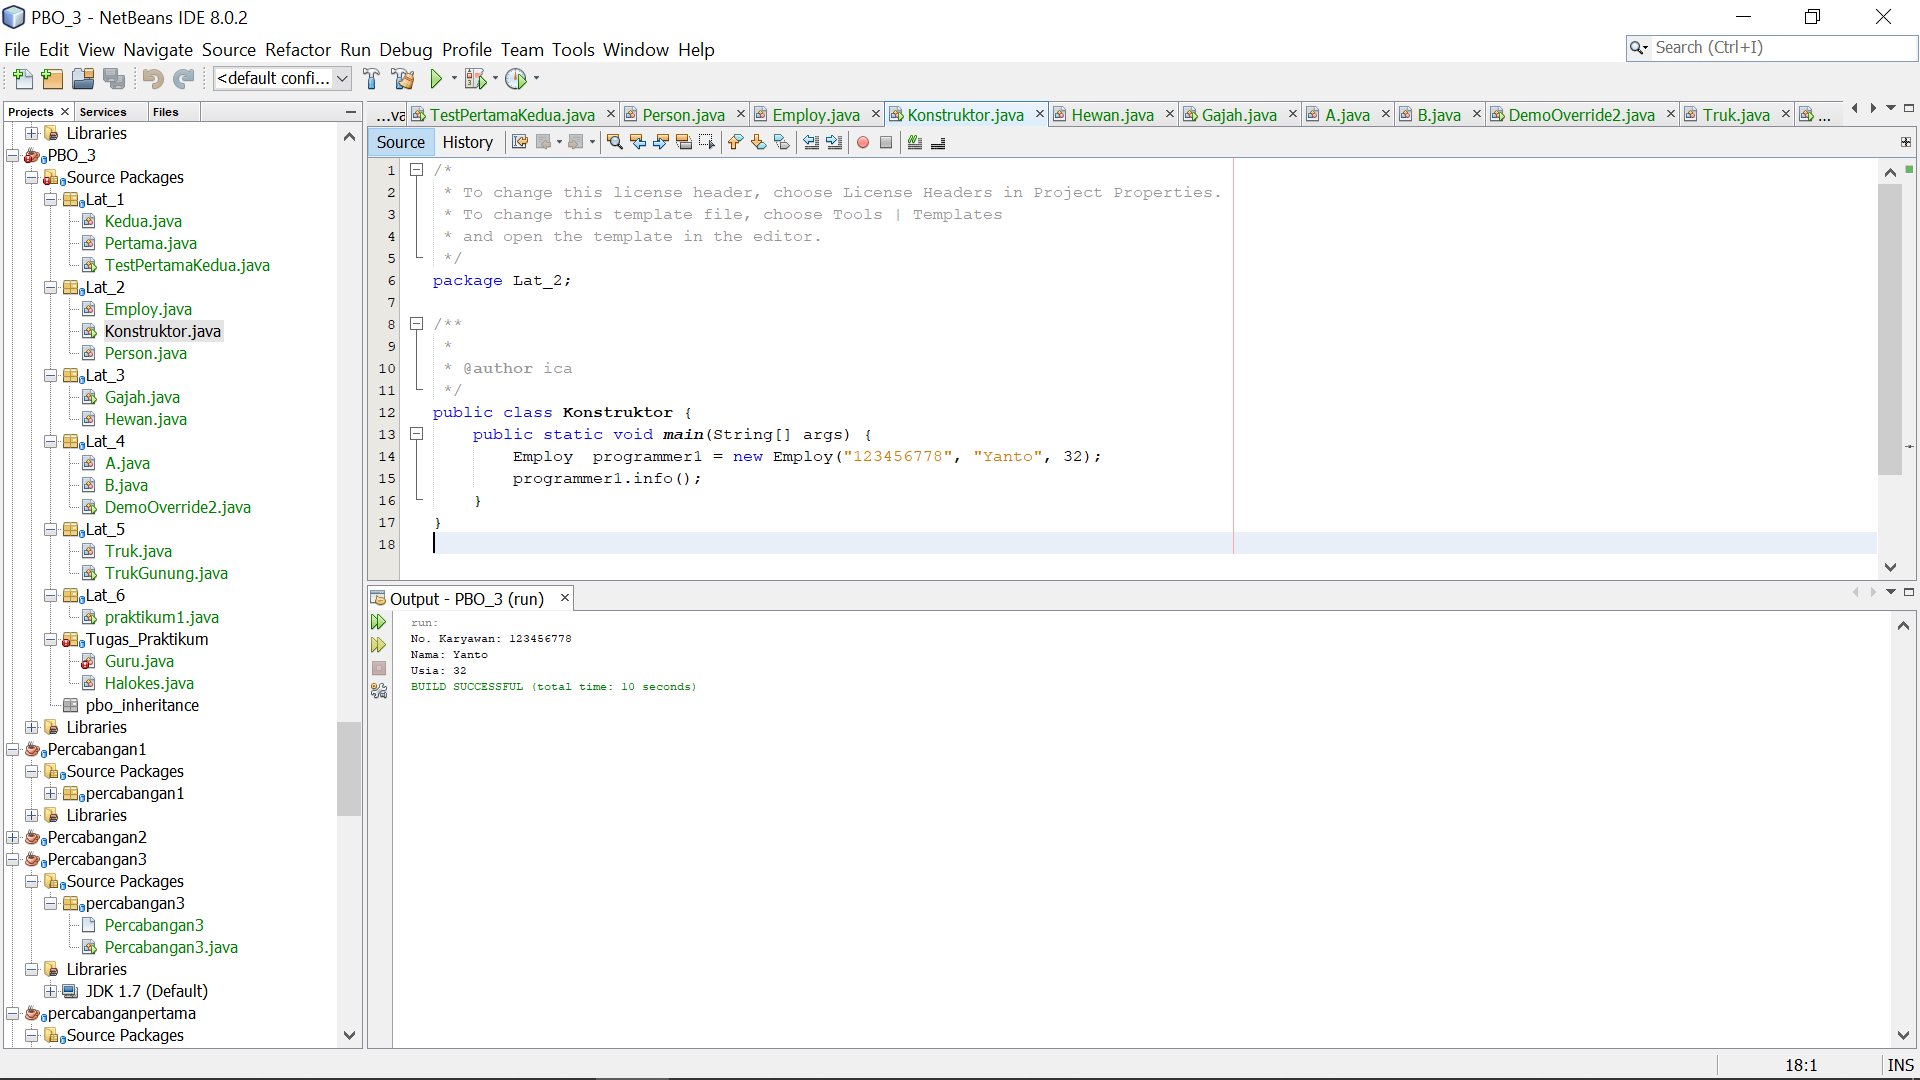 PBO_3 - NetBeans IDE 8.0.2
File Edit View Navigate Source Refactor Run Debug Profile Team Tools Window Help
Search (Ctrl+I)
<default confi...
Projects Services Files
Libraries
PBO_3
Source Packages
Lat_1
Kedua.java
Pertama.java
TestPertamaKedua.java
Lat_2
Employ.java
Konstruktor.java
Person.java
Lat_3
Gajah.java
Hewan.java
Lat_4
A.java
B.java
DemoOverride2.java
Lat_5
Truk.java
TrukGunung.java
Lat_6
praktikum1.java
Tugas_Praktikum
Guru.java
Halokes.java
pbo_inheritance
Libraries
Percabangan1
Source Packages
percabangan1
Libraries
Percabangan2
Percabangan3
Source Packages
percabangan3
Percabangan3
Percabangan3.java
Libraries
JDK 1.7 (Default)
percabanganpertama
Source Packages
...va TestPertamaKedua.java Person.java Employ.java Konstruktor.java Hewan.java Gajah.java A.java B.java DemoOverride2.java Truk.java ...
Source History
1 /*
2 * To change this license header, choose License Headers in Project Properties.
3 * To change this template file, choose Tools | Templates
4 * and open the template in the editor.
5 */
6 package Lat_2;
7
8 /**
9 *
10 * @author ica
11 */
12 public class Konstruktor {
13 public static void main(String[] args) {
14 Employ  programmer1 = new Employ("123456778", "Yanto", 32);
15 programmer1.info();
16 }
17 }
18
Output - PBO_3 (run)
run:
No. Karyawan: 123456778
Nama: Yanto
Usia: 32
BUILD SUCCESSFUL (total time: 10 seconds)
18:1 INS